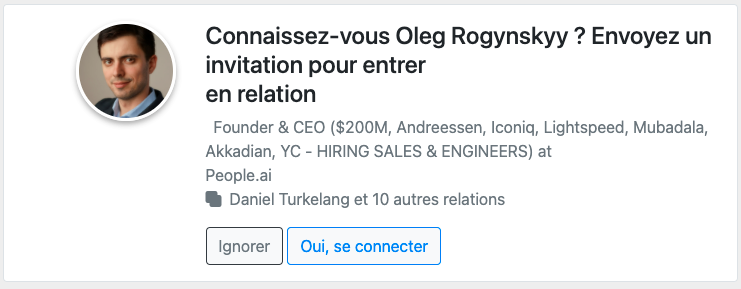 Connaissez-vous Oleg Rogynskyy ? Envoyez un
invitation pour entrer
en relation
Founder & CEO ($200M, Andreessen, Iconiq, Lightspeed, Mubadala,
Akkadian, YC - HIRING SALES & ENGINEERS) at
People.ai
Daniel Turkelang et 10 autres relations
Ignorer
Oui, se connecter